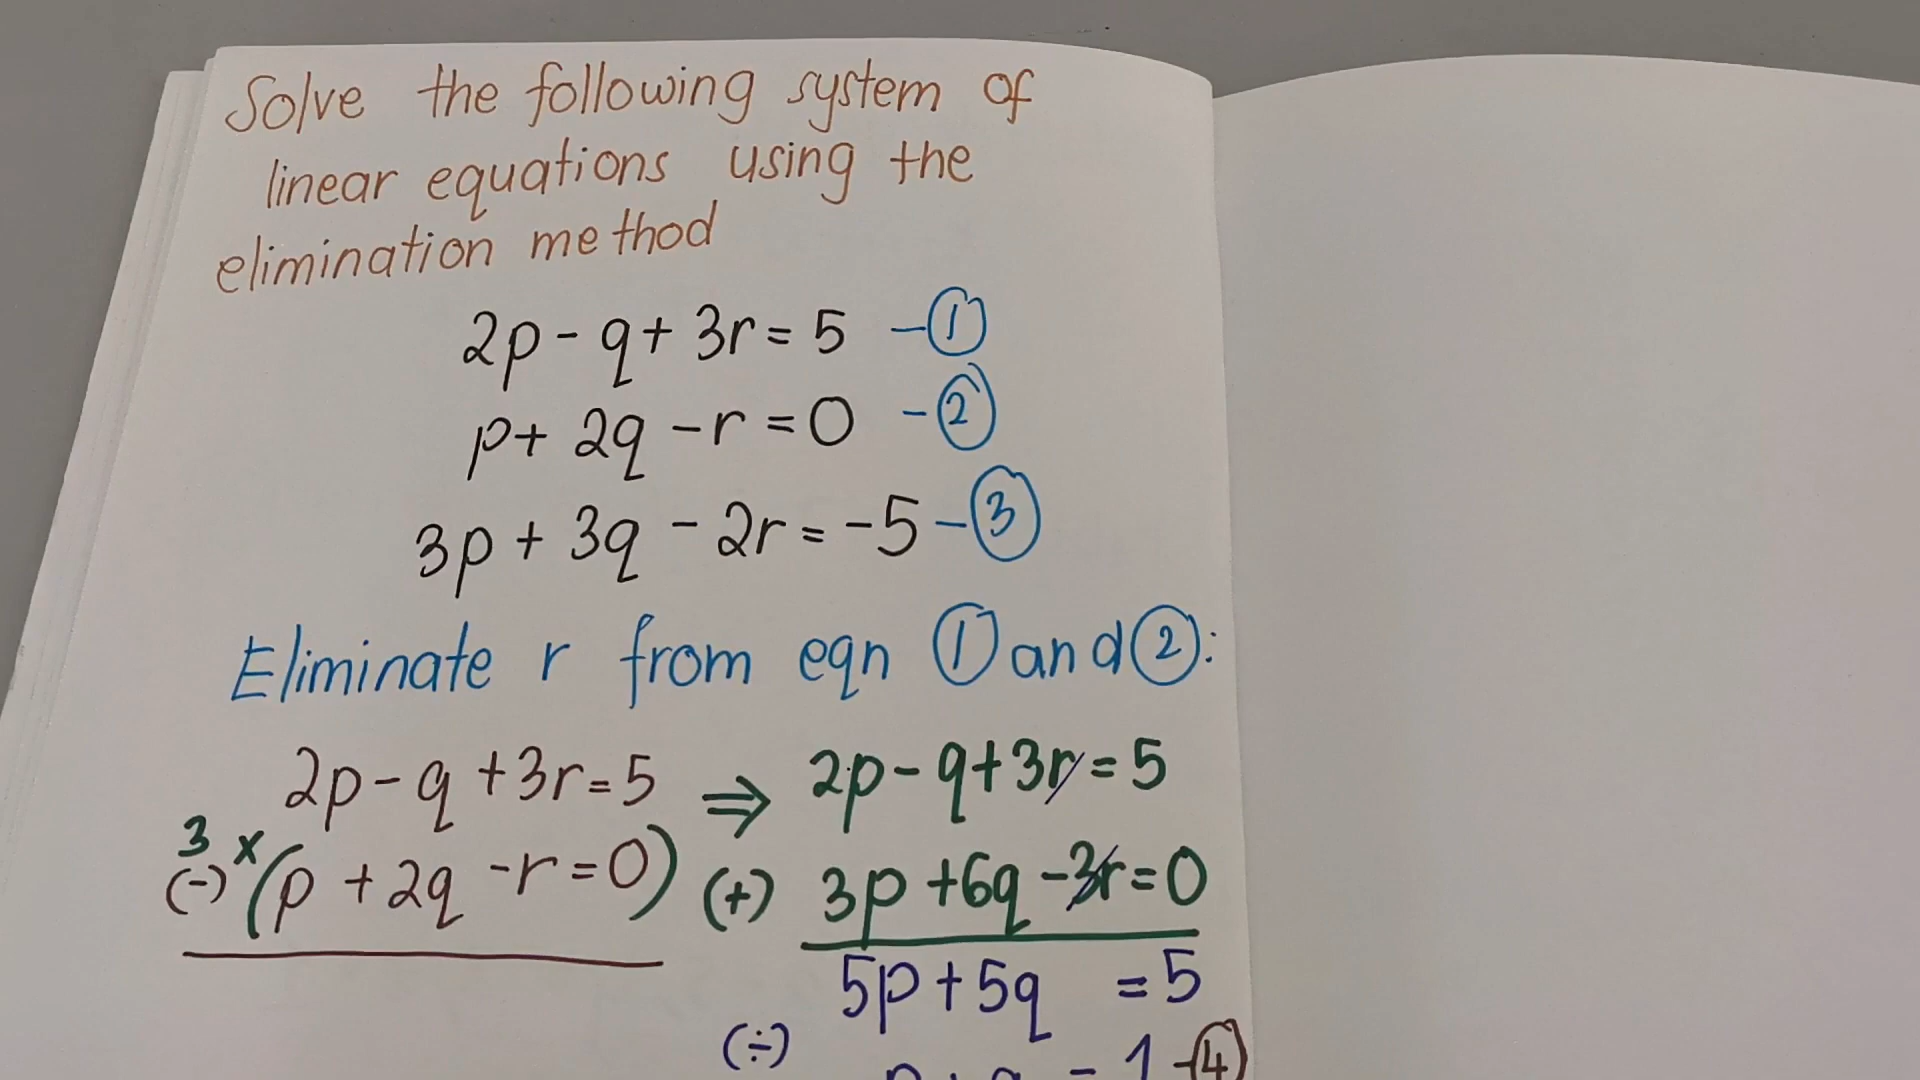 Solve the following system of
linear equations using the
elimination method
2p - q + 3r = 5 -①
p + 2q - r = 0 -②
3p + 3q - 2r = -5 -③
Eliminate r from eqn ① and ②:
2p - q + 3r = 5 ⇒ 2p - q + 3r = 5
3 × (-) (p + 2q - r = 0) (+) 3p + 6q - 3r = 0
5p + 5q = 5
(÷) p + q = 1 -④